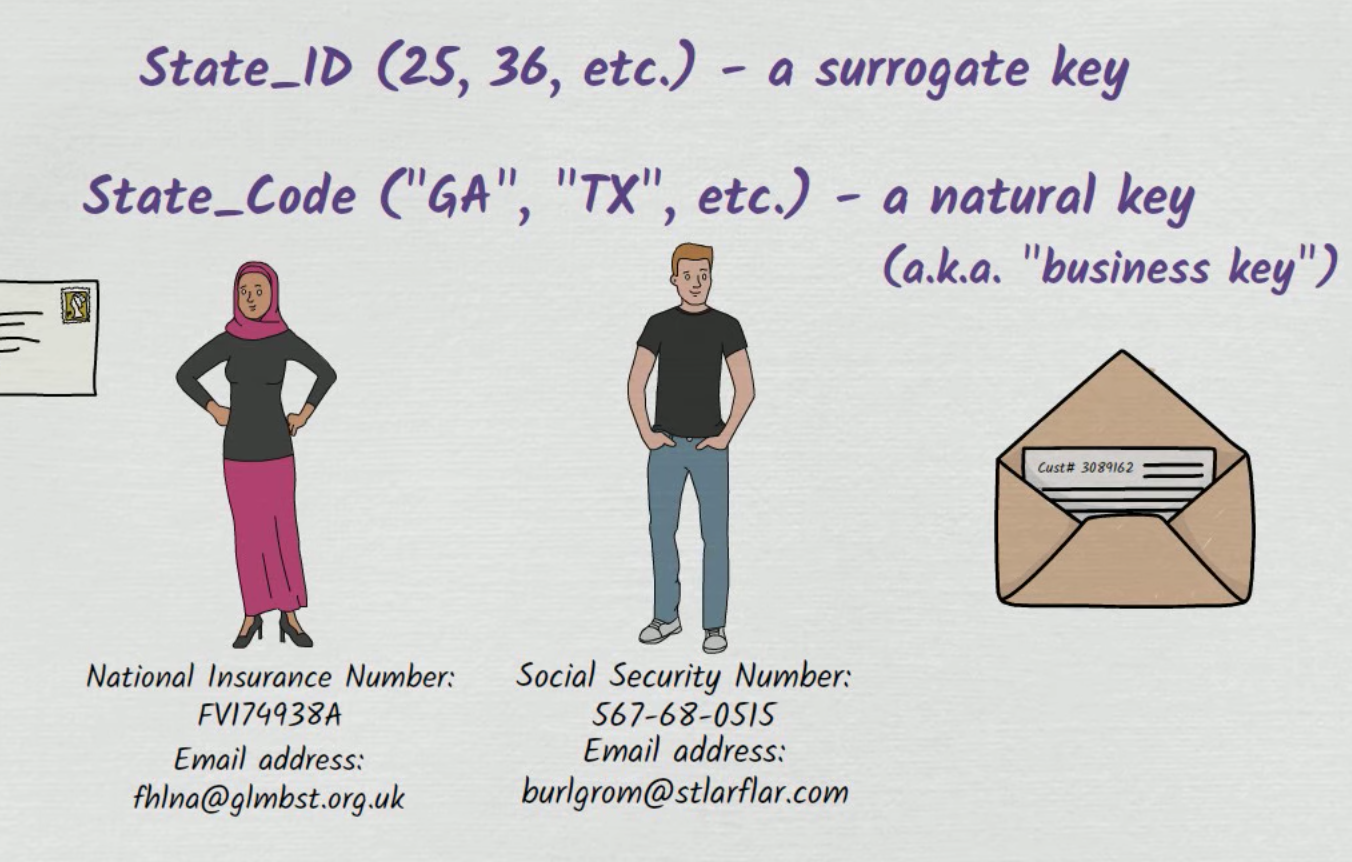 State_ID (25, 36, etc.) - a surrogate key
State_Code ("GA", "TX", etc.) - a natural key
(a.k.a. "business key")
Cust# 3089162
National Insurance Number:
FV174938A
Email address:
fhlna@glmbst.org.uk
Social Security Number:
567-68-0515
Email address:
burlgrom@stlarflar.com